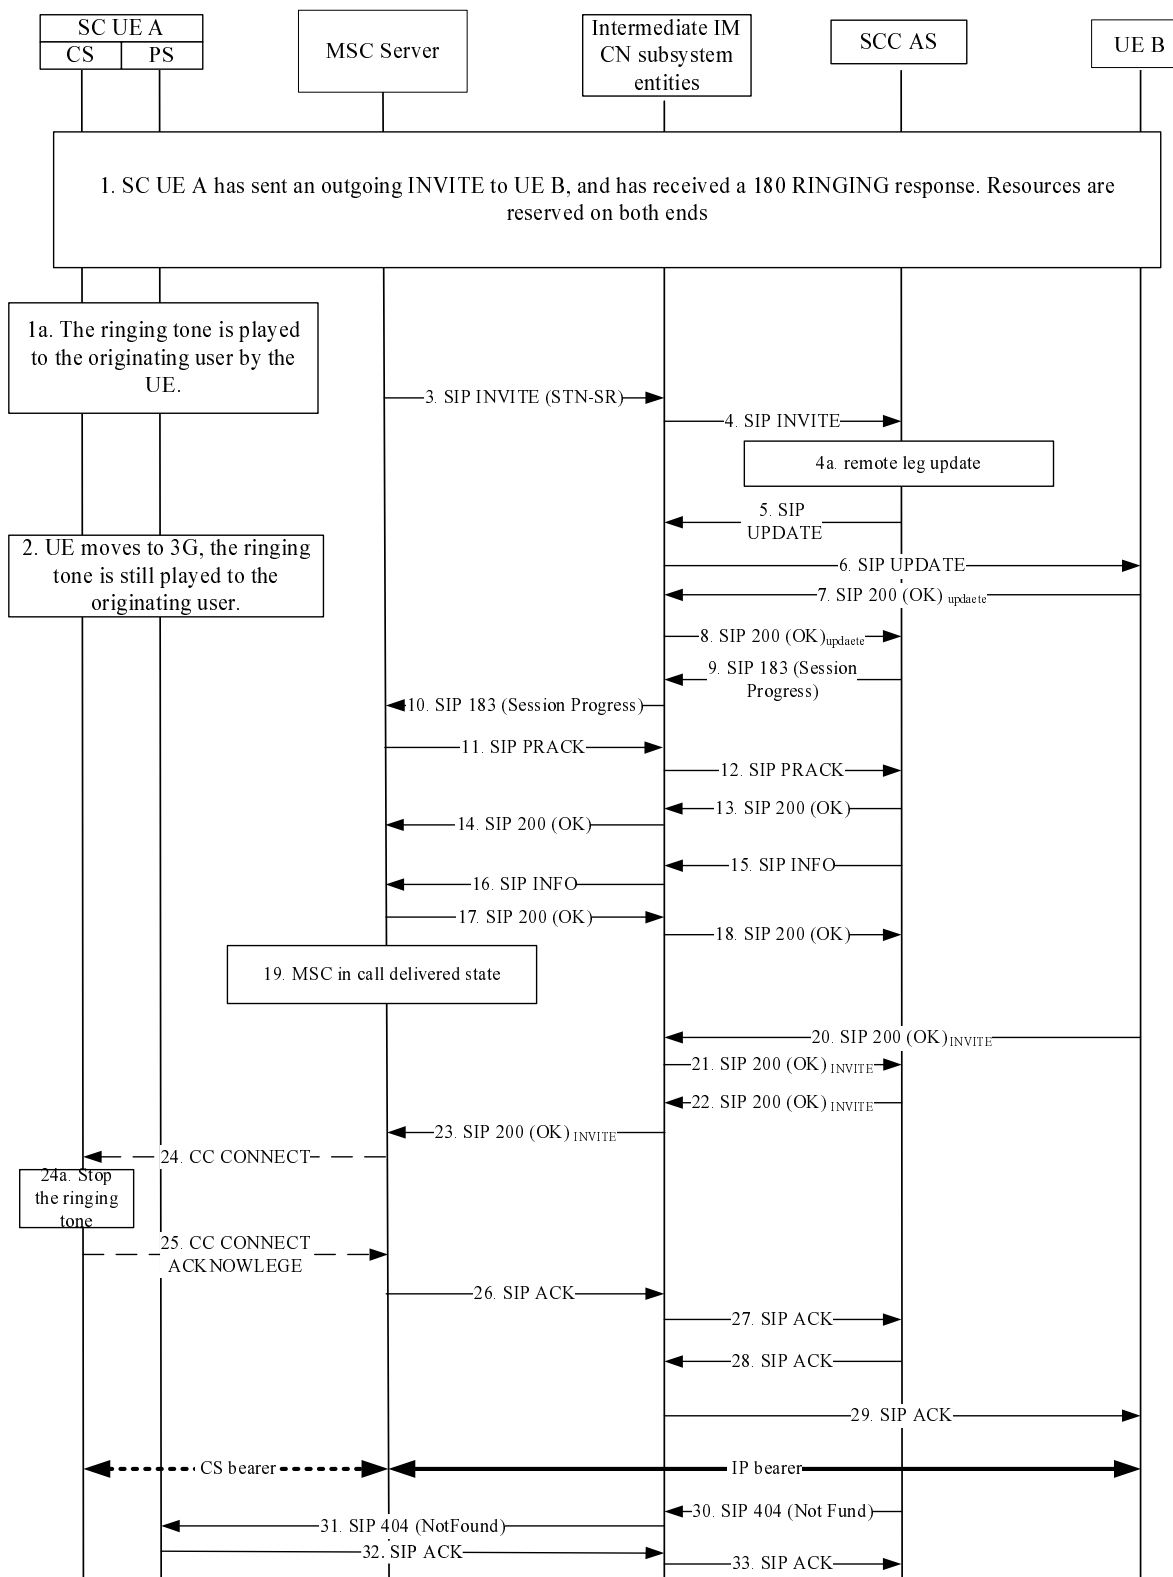 SC UE A
CS
PS
MSC Server
Intermediate IM
CN subsystem
entities
SCC AS
UE B
1. SC UE A has sent an outgoing INVITE to UE B, and has received a 180 RINGING response. Resources are
reserved on both ends
1a. The ringing tone is played
to the originating user by the
UE.
3. SIP INVITE (STN-SR)
4. SIP INVITE
4a. remote leg update
5. SIP
UPDATE
2. UE moves to 3G, the ringing
tone is still played to the
originating user.
6. SIP UPDATE
7. SIP 200 (OK) updaete
8. SIP 200 (OK)updaete
9. SIP 183 (Session
Progress)
10. SIP 183 (Session Progress)
11. SIP PRACK
12. SIP PRACK
13. SIP 200 (OK)
14. SIP 200 (OK)
15. SIP INFO
16. SIP INFO
17. SIP 200 (OK)
18. SIP 200 (OK)
19. MSC in call delivered state
20. SIP 200 (OK)INVITE
21. SIP 200 (OK) INVITE
22. SIP 200 (OK) INVITE
23. SIP 200 (OK) INVITE
24. CC CONNECT
24a. Stop
the ringing
tone
25. CC CONNECT
ACKNOWLEGE
26. SIP ACK
27. SIP ACK
28. SIP ACK
29. SIP ACK
CS bearer
IP bearer
30. SIP 404 (Not Fund)
31. SIP 404 (NotFound)
32. SIP ACK
33. SIP ACK